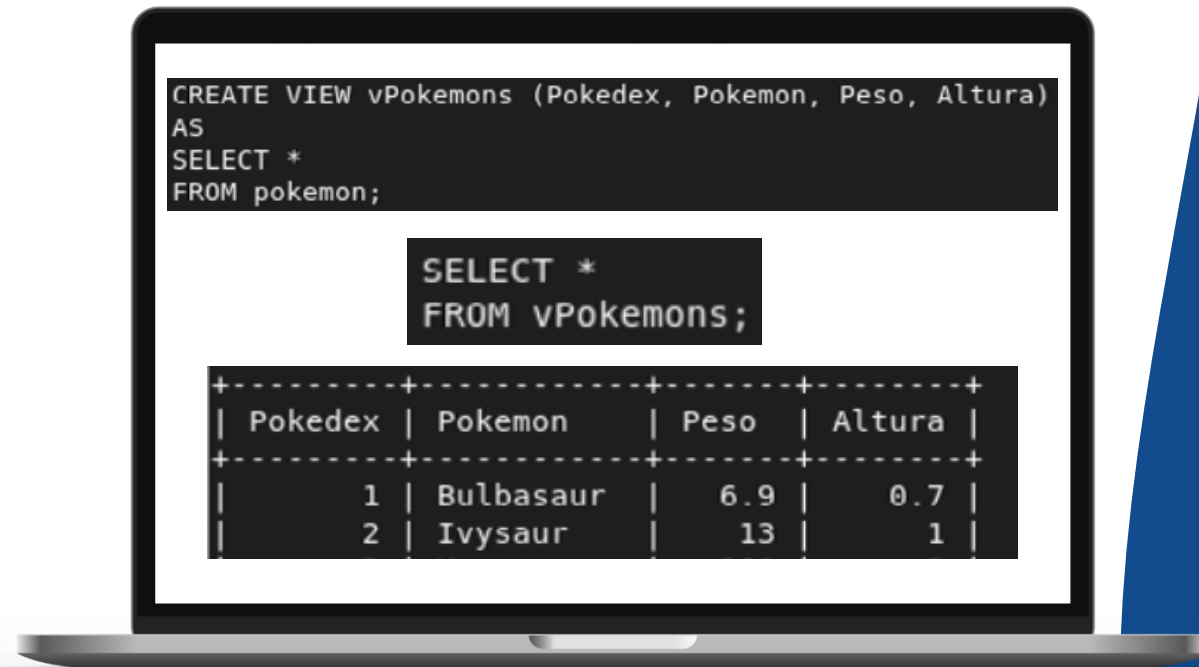 CREATE VIEW vPokemons (Pokedex, Pokemon, Peso, Altura)
AS
SELECT *
FROM pokemon;
SELECT *
FROM vPokemons;
+---------+------------+-------+--------+
| Pokedex | Pokemon    | Peso  | Altura |
+---------+------------+-------+--------+
|       1 | Bulbasaur  |   6.9 |    0.7 |
|       2 | Ivysaur    |    13 |      1 |